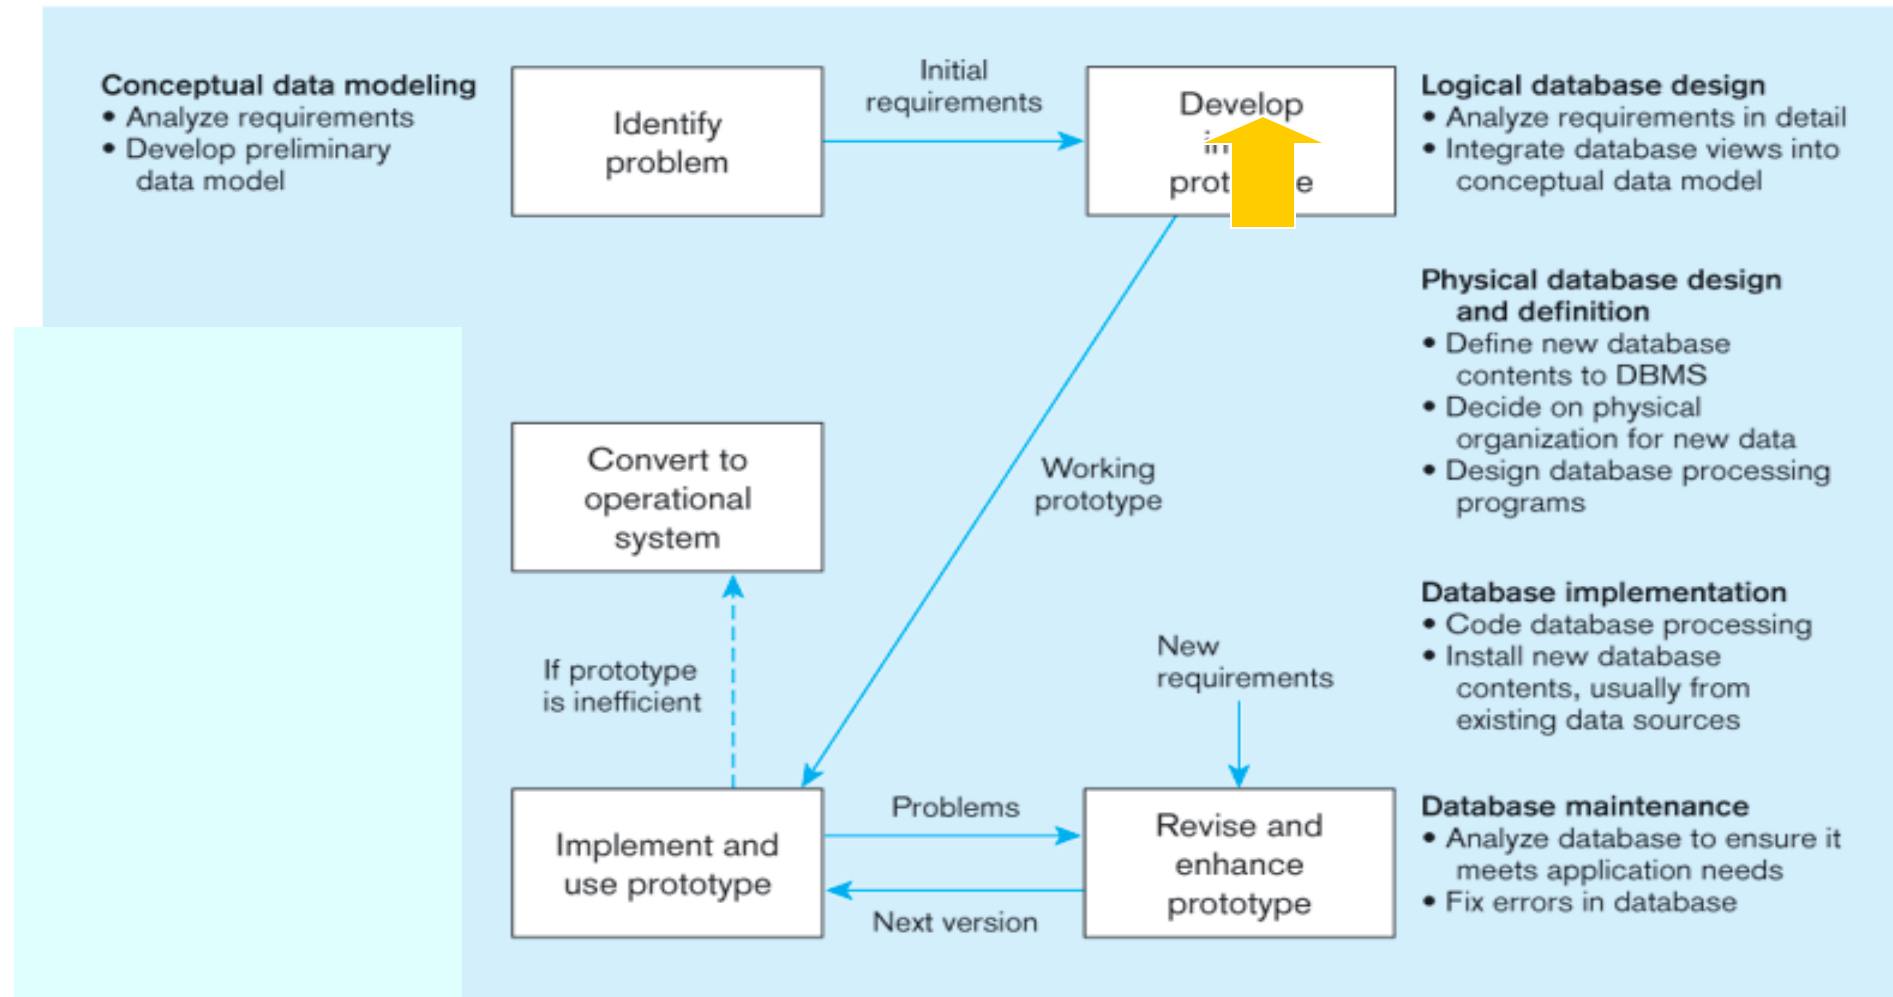 Conceptual data modeling
• Analyze requirements
• Develop preliminary
data model
Identify
problem
Initial
requirements
Develop
Logical database design
• Analyze requirements in detail
• Integrate database views into
conceptual data model
Physical database design
and definition
• Define new database
contents to DBMS
• Decide on physical
organization for new data
• Design database processing
programs
Convert to
operational
system
Working
prototype
Database implementation
• Code database processing
• Install new database
contents, usually from
existing data sources
If prototype
is inefficient
New
requirements
Implement and
use prototype
Problems
Next version
Revise and
enhance
prototype
Database maintenance
• Analyze database to ensure it
meets application needs
• Fix errors in database